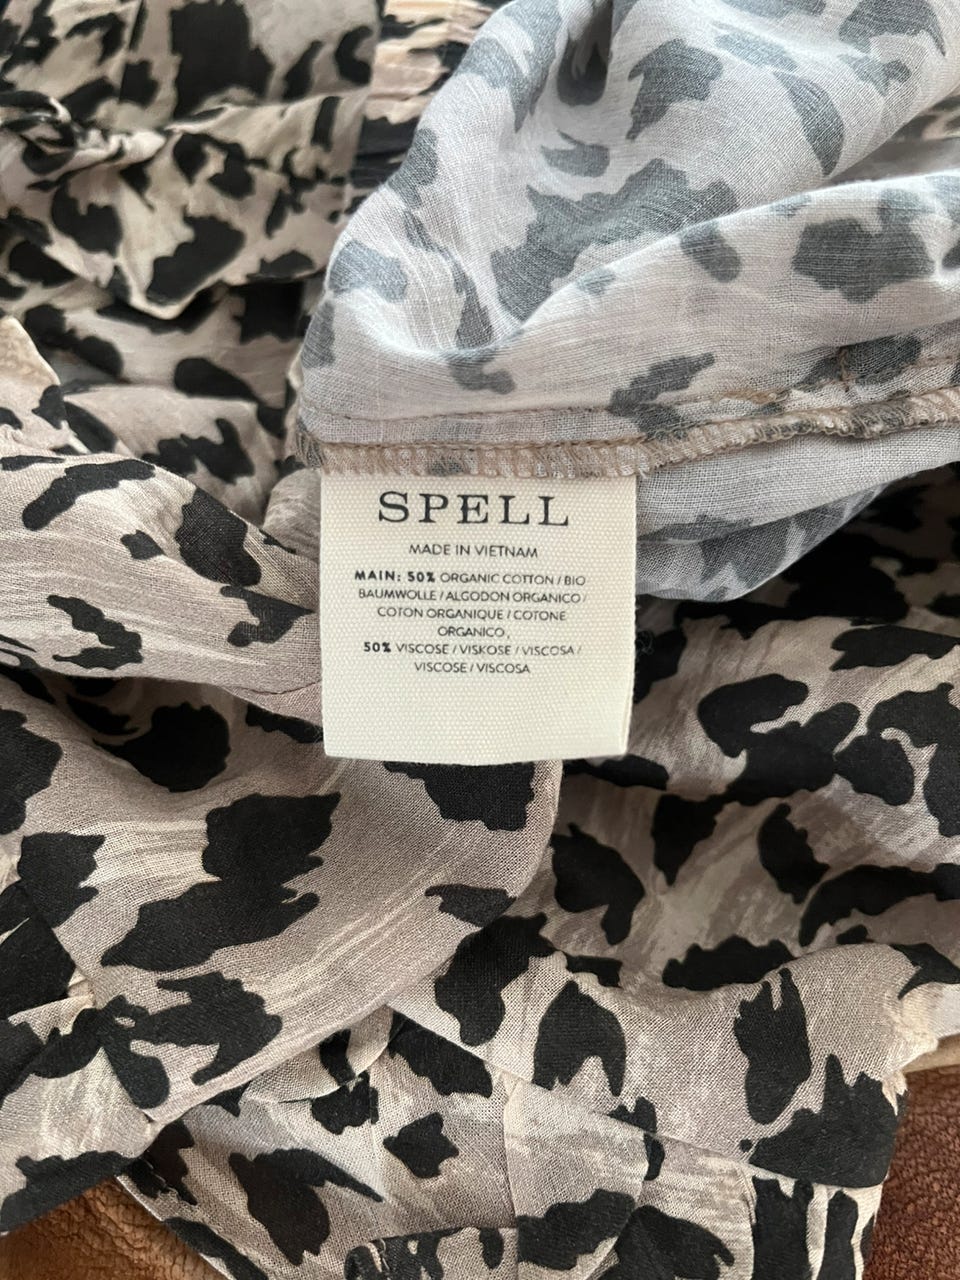 SPELL
MADE IN VIETNAM
MAIN: 50% ORGANIC COTTON / BIO
BAUMWOLLE / ALGODON ORGANICO /
COTON ORGANIQUE / COTONE
ORGANICO,
50% VISCOSE / VISKOSE / VISCOSA /
VISCOSE / VISCOSA